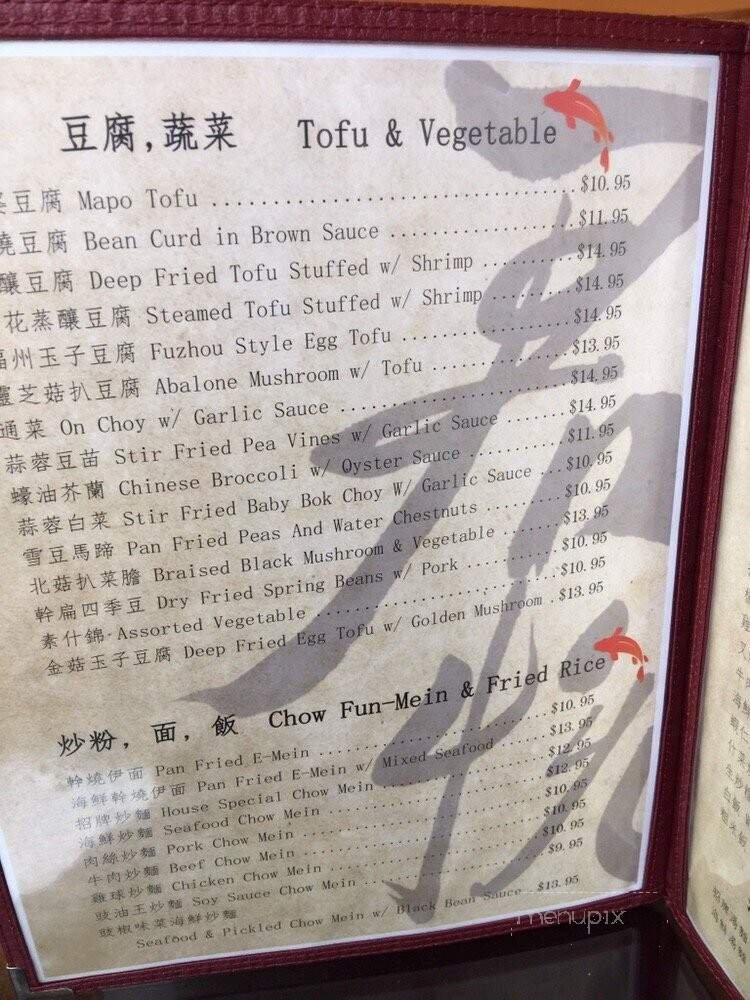 豆腐,蔬菜 Tofu & Vegetable
豆腐 Mapo Tofu $10.95
燒豆腐 Bean Curd in Brown Sauce $11.95
釀豆腐 Deep Fried Tofu Stuffed w/ Shrimp $14.95
花蒸釀豆腐 Steamed Tofu Stuffed w/ Shrimp $14.95
福州玉子豆腐 Fuzhou Style Egg Tofu $14.95
靈芝菇扒豆腐 Abalone Mushroom w/ Tofu $13.95
通菜 On Choy w/ Garlic Sauce $14.95
蒜蓉豆苗 Stir Fried Pea Vines w/ Garlic Sauce $14.95
蠔油芥蘭 Chinese Broccoli w/ Oyster Sauce $11.95
蒜蓉白菜 Stir Fried Baby Bok Choy W/ Garlic Sauce $10.95
雪豆馬蹄 Pan Fried Peas And Water Chestnuts $10.95
北菇扒菜膽 Braised Black Mushroom & Vegetable $13.95
幹扁四季豆 Dry Fried Spring Beans w/ Pork $10.95
素什錦 Assorted Vegetable $10.95
金菇玉子豆腐 Deep Fried Egg Tofu w/ Golden Mushroom $13.95
炒粉, 面, 飯 Chow Fun-Mein & Fried Rice
幹燒伊面 Pan Fried E-Mein $10.95
海鮮幹燒伊面 Pan Fried E-Mein w/ Mixed Seafood $13.95
招牌炒麵 House Special Chow Mein $12.95
海鮮炒麵 Seafood Chow Mein $12.95
肉絲炒麵 Pork Chow Mein $10.95
牛肉炒麵 Beef Chow Mein $10.95
雞球炒麵 Chicken Chow Mein $10.95
豉油王炒麵 Soy Sauce Chow Mein $9.95
豉椒味菜海鮮炒麵
Seafood & Pickled Chow Mein w/ Black Bean Sauce $13.95
menupix